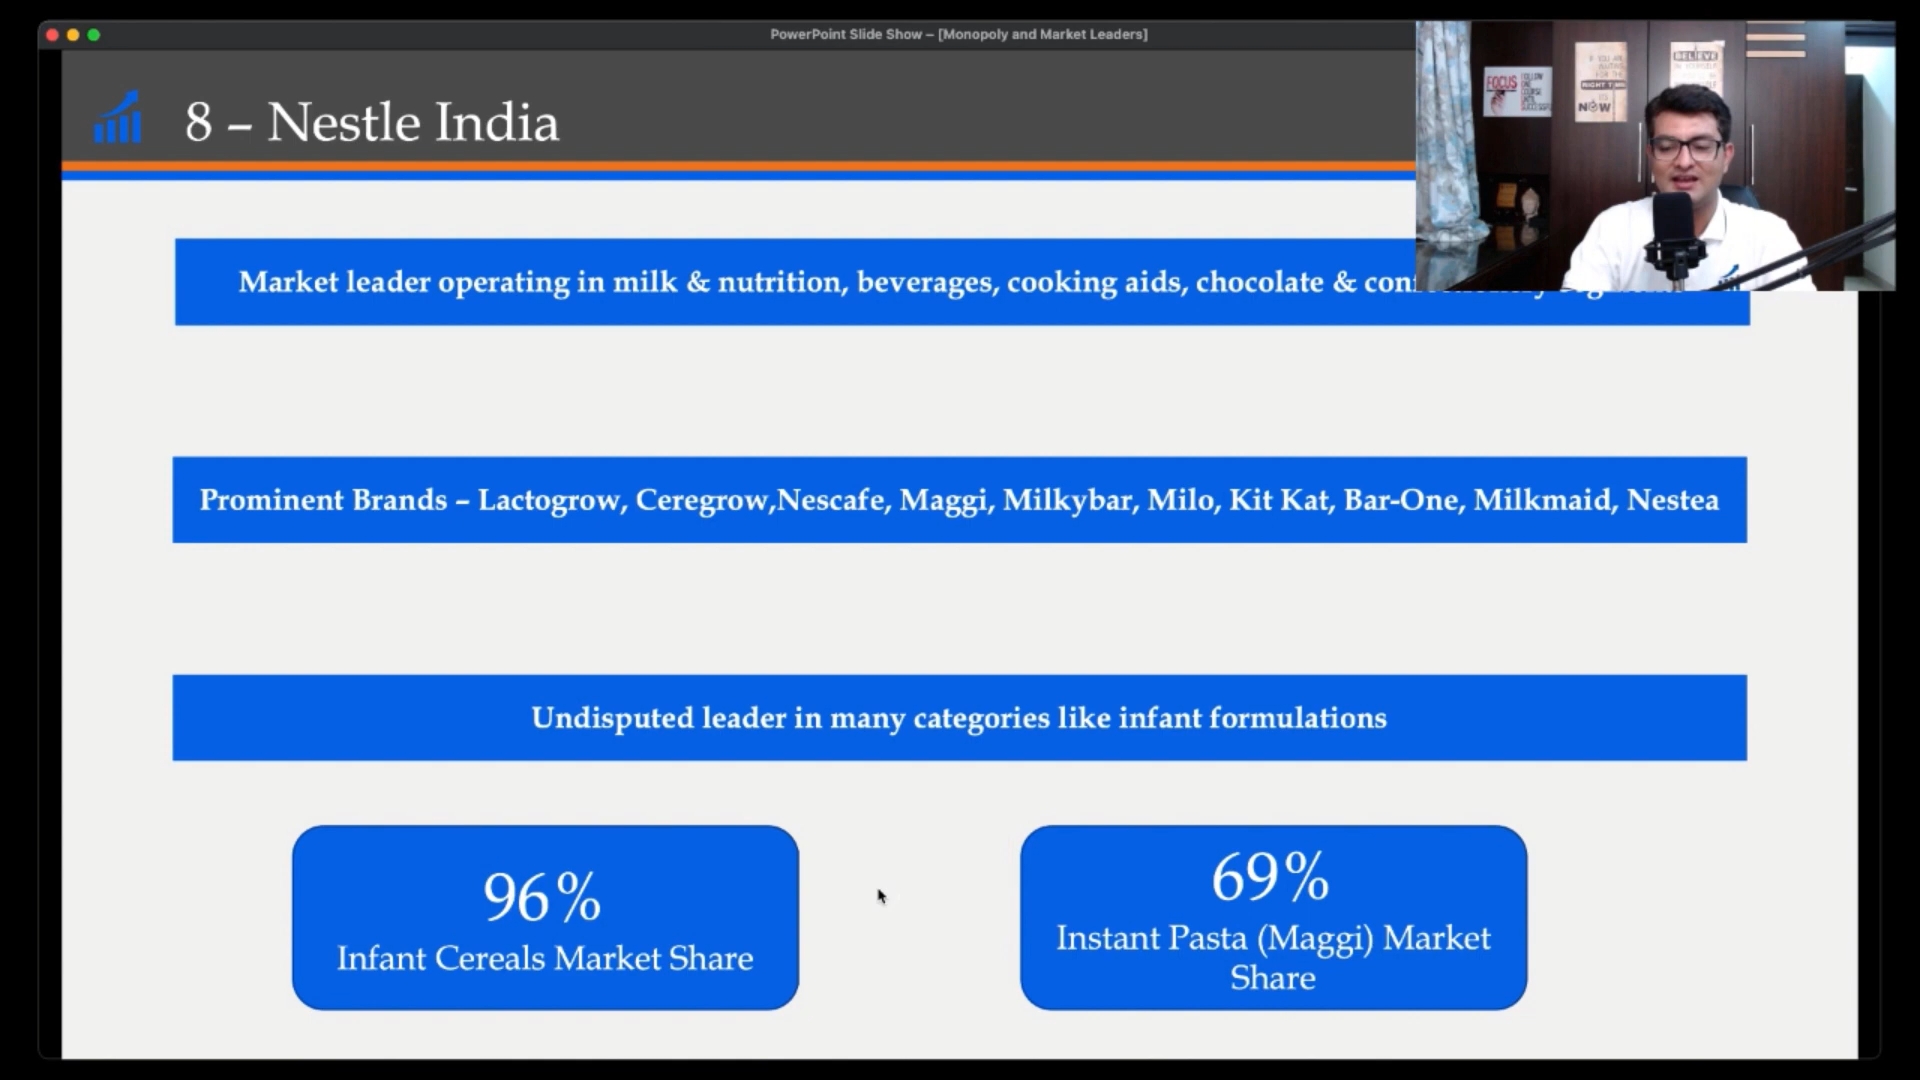 PowerPoint Slide Show – [Monopoly and Market Leaders]
8 – Nestle India
FOCUS
BELIEVE
RIGHT TIME
NOW
Market leader operating in milk & nutrition, beverages, cooking aids, chocolate &
Prominent Brands – Lactogrow, Ceregrow,Nescafe, Maggi, Milkybar, Milo, Kit Kat, Bar-One, Milkmaid, Nestea
Undisputed leader in many categories like infant formulations
96%
Infant Cereals Market Share
69%
Instant Pasta (Maggi) Market
Share